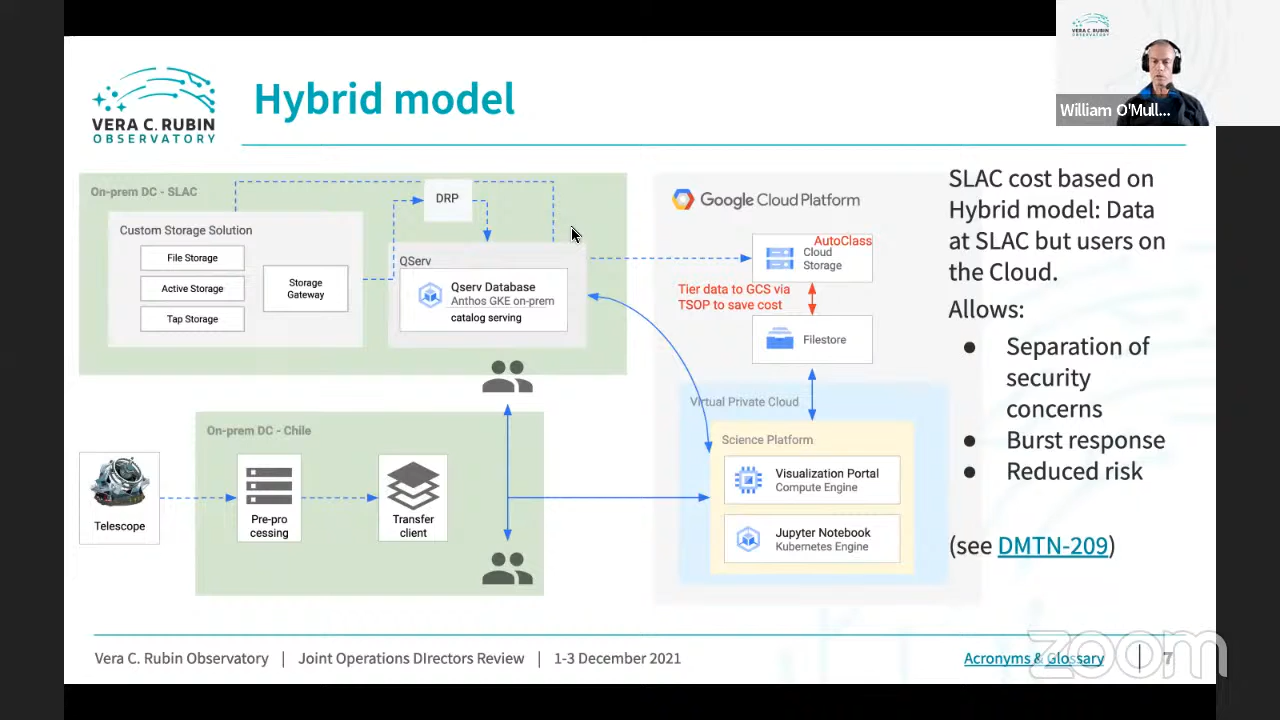 VERA C. RUBIN
OBSERVATORY
Hybrid model
VERA C. RUBIN
OBSERVATORY
William O'Mull...
On-prem DC - SLAC
DRP
Custom Storage Solution
File Storage
Active Storage
Tap Storage
Storage
Gateway
QServ
Qserv Database
Anthos GKE on-prem
catalog serving
Google Cloud Platform
AutoClass
Cloud
Storage
Tier data to GCS via
TSOP to save cost
Filestore
Virtual Private Cloud
Science Platform
Visualization Portal
Compute Engine
Jupyter Notebook
Kubernetes Engine
On-prem DC - Chile
Telescope
Pre-pro
cessing
Transfer
client
SLAC cost based on
Hybrid model: Data
at SLAC but users on
the Cloud.
Allows:
● Separation of
security
concerns
● Burst response
● Reduced risk
(see DMTN-209)
Vera C. Rubin Observatory | Joint Operations DIrectors Review | 1-3 December 2021
Acronyms & Glossary | 7
zoom